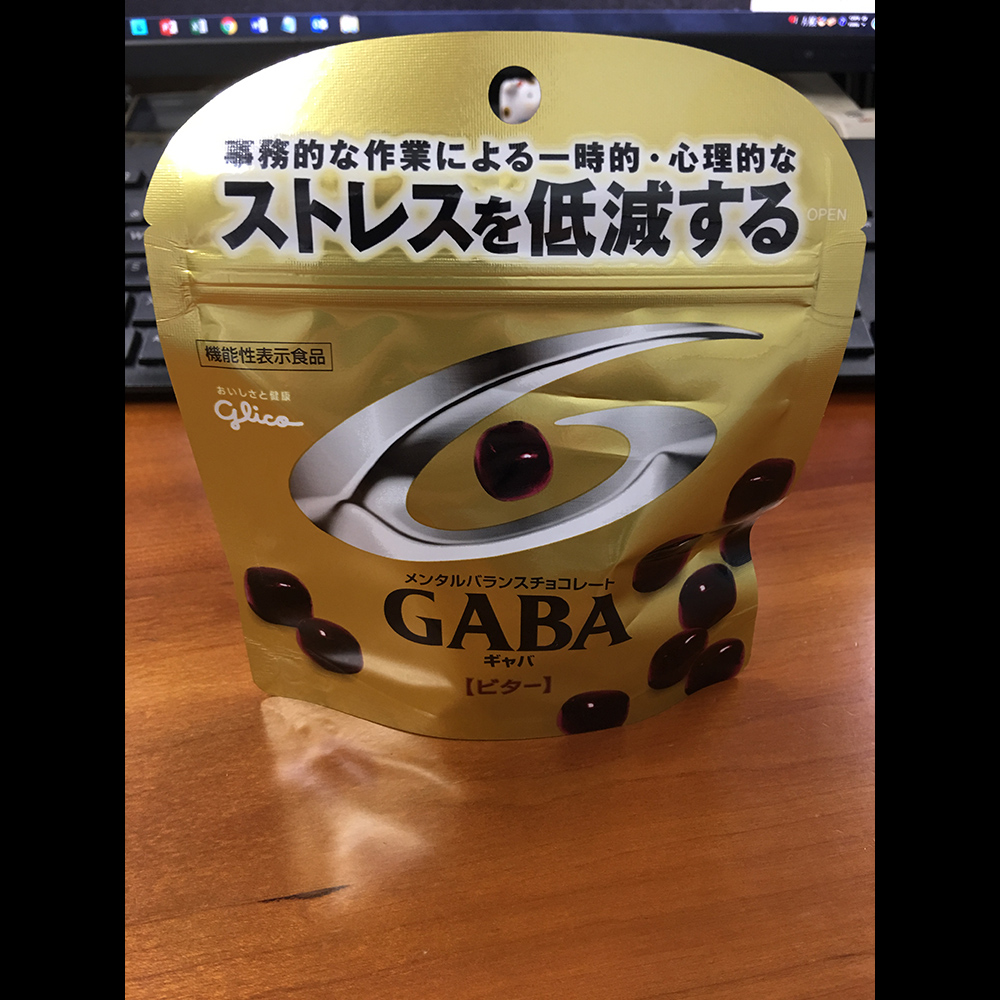 事務的な作業による一時的・心理的な
ストレスを低減する
OPEN
機能性表示食品
おいしさと健康
Glico
メンタルバランスチョコレート
GABA
ギャバ
【ビター】